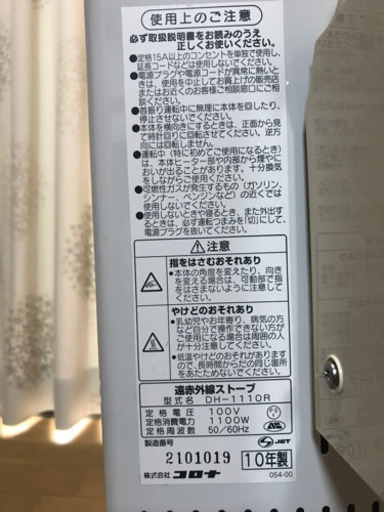 使用上のご注意
必ず取扱説明書をお読みのうえ
正しくお使いください。
●定格15A以上のコンセントを単独で使用し、
延長コードなどは使用しないでください。
●電源プラグや電源コードが異常に熱いと
きは、使用を中止してお買上げの販売店
またはお近くのお客様ご相談窓口にご相談
ください。
●首振り運転中に無理に本体を回したり、
停止させないでください。
●本体を横向きにするときは、正面から見
て時計回りに回転させてください。逆方
向には回転しません。
●運転中（特に初めてご使用になるとき）
は、本体ヒーター部や内部から煙やに
おいが出ることがあります。十分換気
をしながらご使用ください。
●可燃性ガスが発生するもの（ガソリン、
シンナー、ベンジンなど）の近くでは
使用しないでください。
●使用しないときや寝るとき、また外出す
るときは、必ず運転つまみを「切」にして、
電源プラグを抜いてください。
⚠注意
指をはさむおそれあり
●本体の角度を変えたり、向き
を変える場合は、可動部で指
をはさまないようにしてくだ
さい。
やけどのおそれあり
●乳幼児やお年寄り、病気の方
など自分で操作できない方が
ご使用になる場合は周囲の人
が十分注意してください。
●低温やけどのおそれがありますの
で、長時間からだの同じ箇所
をあたためないでください。
遠赤外線ストーブ
型式 DH-1110R
定格電圧 100V
定格消費電力 1100W
定格周波数 50/60Hz
JET
製造番号
2101019 10年製
株式会社 コロナ 054-00